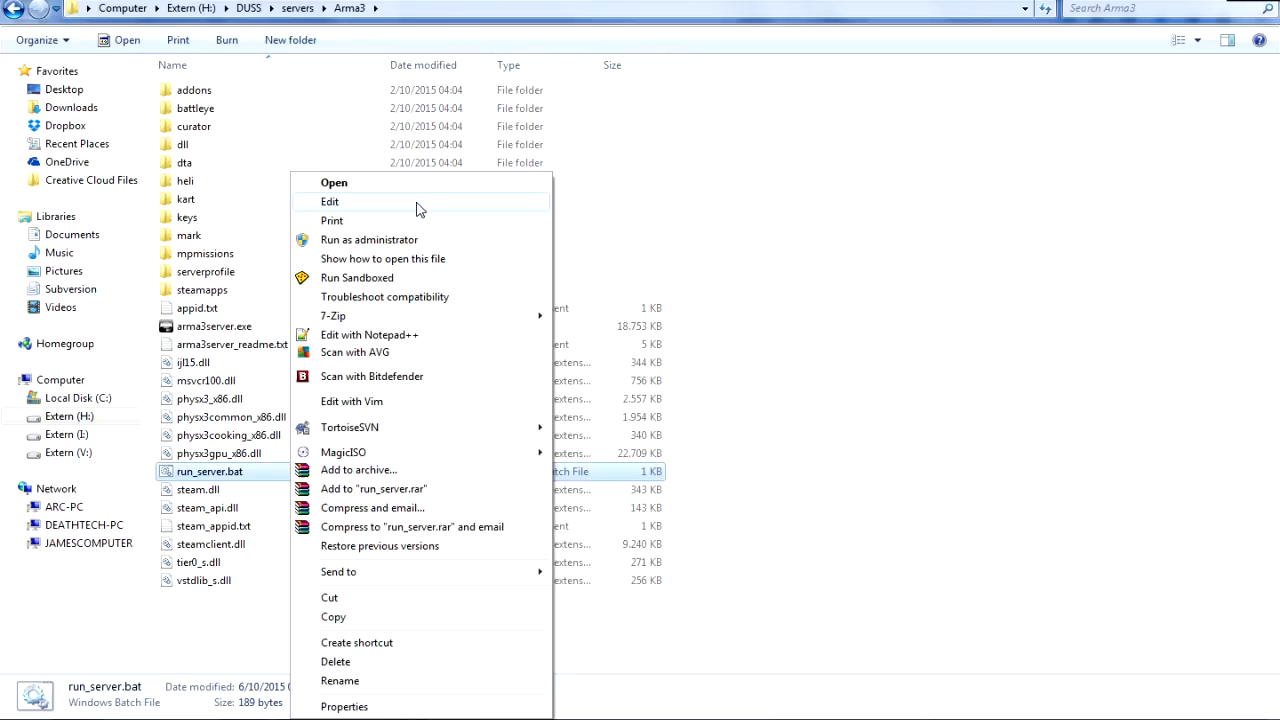 Computer ▸ Extern (H:) ▸ DUSS ▸ servers ▸ Arma3 ▸
Search Arma3
Organize Open Print Burn New folder
Name Date modified Type Size
Favorites
Desktop
Downloads
Dropbox
Recent Places
OneDrive
Creative Cloud Files
Libraries
Documents
Music
Pictures
Subversion
Videos
Homegroup
Computer
Local Disk (C:)
Extern (H:)
Extern (I:)
Extern (V:)
Network
ARC-PC
DEATHTECH-PC
JAMESCOMPUTER
addons 2/10/2015 04:04 File folder
battleye 2/10/2015 04:04 File folder
curator 2/10/2015 04:04 File folder
dll 2/10/2015 04:04 File folder
dta 2/10/2015 04:04 File folder
heli
kart
keys
mark
mpmissions
serverprofile
steamapps
appid.txt ent 1 KB
arma3server.exe 18.753 KB
arma3server_readme.txt ent 5 KB
ijl15.dll extens... 344 KB
msvcr100.dll extens... 756 KB
physx3_x86.dll extens... 2.557 KB
physx3common_x86.dll extens... 1.954 KB
physx3cooking_x86.dll extens... 340 KB
physx3gpu_x86.dll extens... 22.709 KB
run_server.bat tch File 1 KB
steam.dll extens... 343 KB
steam_api.dll extens... 143 KB
steam_appid.txt ent 1 KB
steamclient.dll extens... 9.240 KB
tier0_s.dll extens... 271 KB
vstdlib_s.dll extens... 256 KB
Open
Edit
Print
Run as administrator
Show how to open this file
Run Sandboxed
Troubleshoot compatibility
7-Zip
Edit with Notepad++
Scan with AVG
Scan with Bitdefender
Edit with Vim
TortoiseSVN
MagicISO
Add to archive...
Add to "run_server.rar"
Compress and email...
Compress to "run_server.rar" and email
Restore previous versions
Send to
Cut
Copy
Create shortcut
Delete
Rename
Properties
run_server.bat Date modified: 6/10/2015 0
Windows Batch File Size: 189 bytes